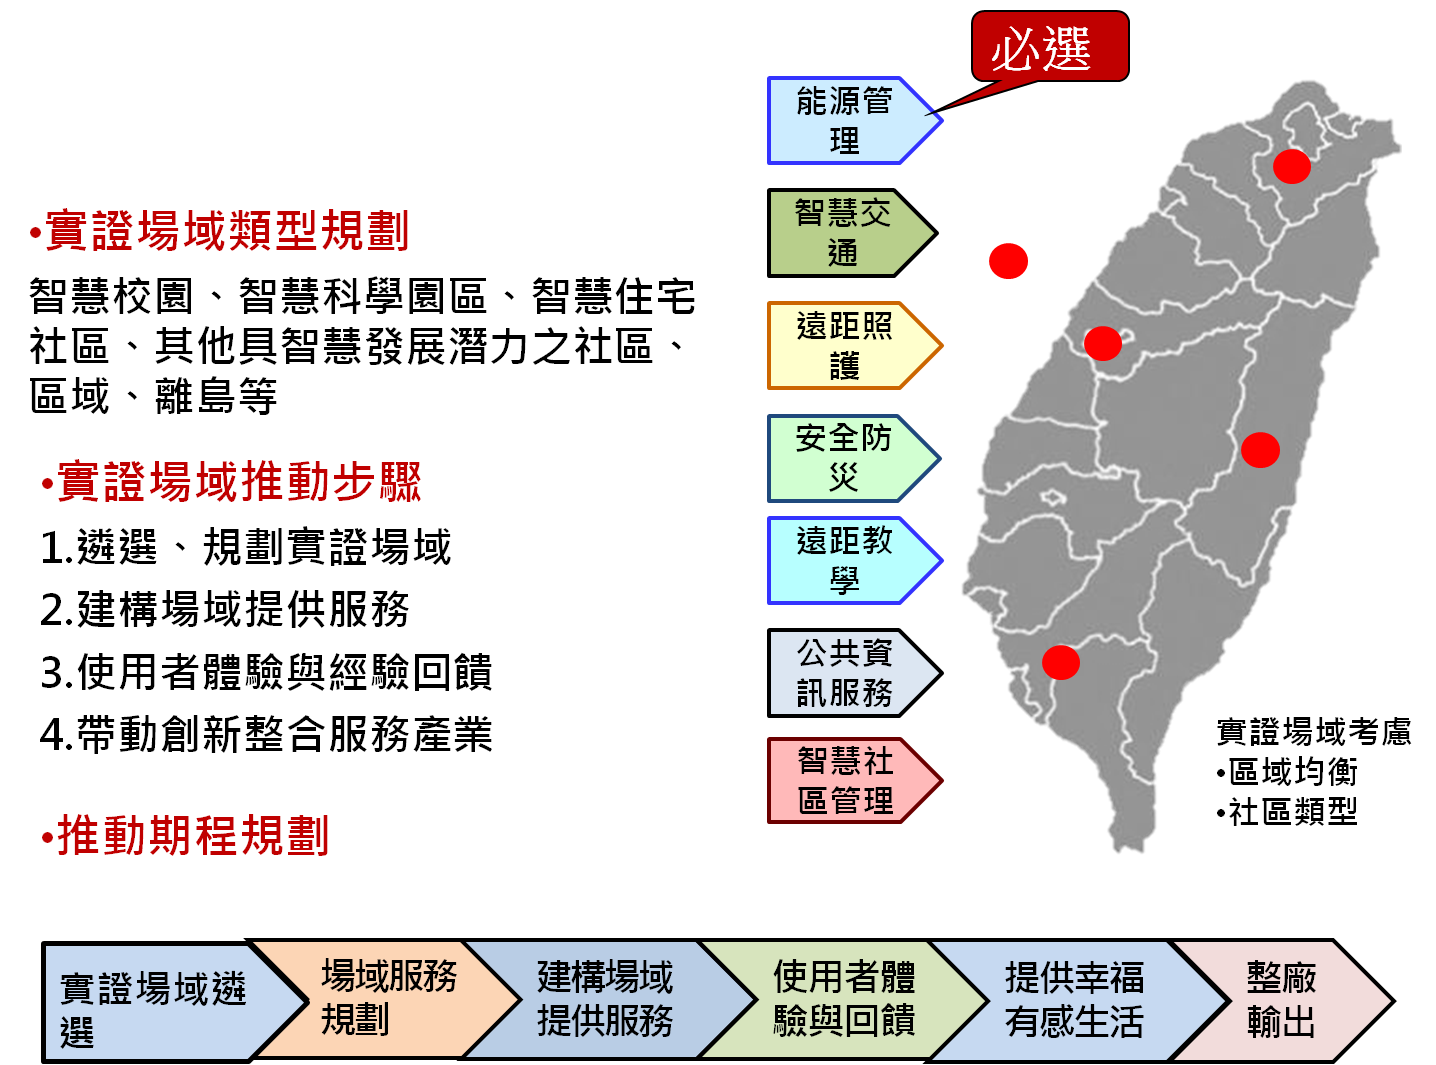 •實證場域類型規劃
智慧校園、智慧科學園區、智慧住宅
社區、其他具智慧發展潛力之社區、
區域、離島等
•實證場域推動步驟
1.遴選、規劃實證場域
2.建構場域提供服務
3.使用者體驗與經驗回饋
4.帶動創新整合服務產業
•推動期程規劃
必選
能源管
理
智慧交
通
遠距照
護
安全防
災
遠距教
學
公共資
訊服務
智慧社
區管理
實證場域考慮
•區域均衡
•社區類型
實證場域遴
選
場域服務
規劃
建構場域
提供服務
使用者體
驗與回饋
提供幸福
有感生活
整廠
輸出